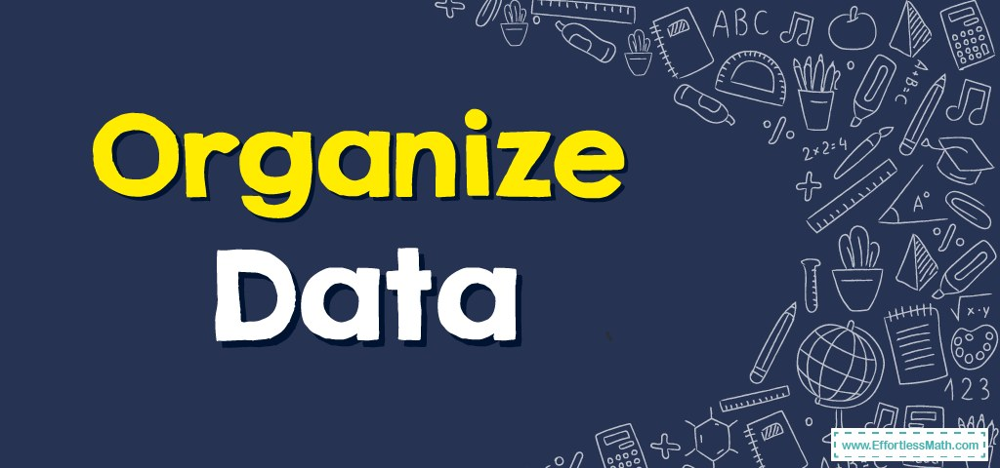 Organize
Data
ABC
A+B=C
2×2=4
A°
√x·y
123
www.EffortlessMath.com